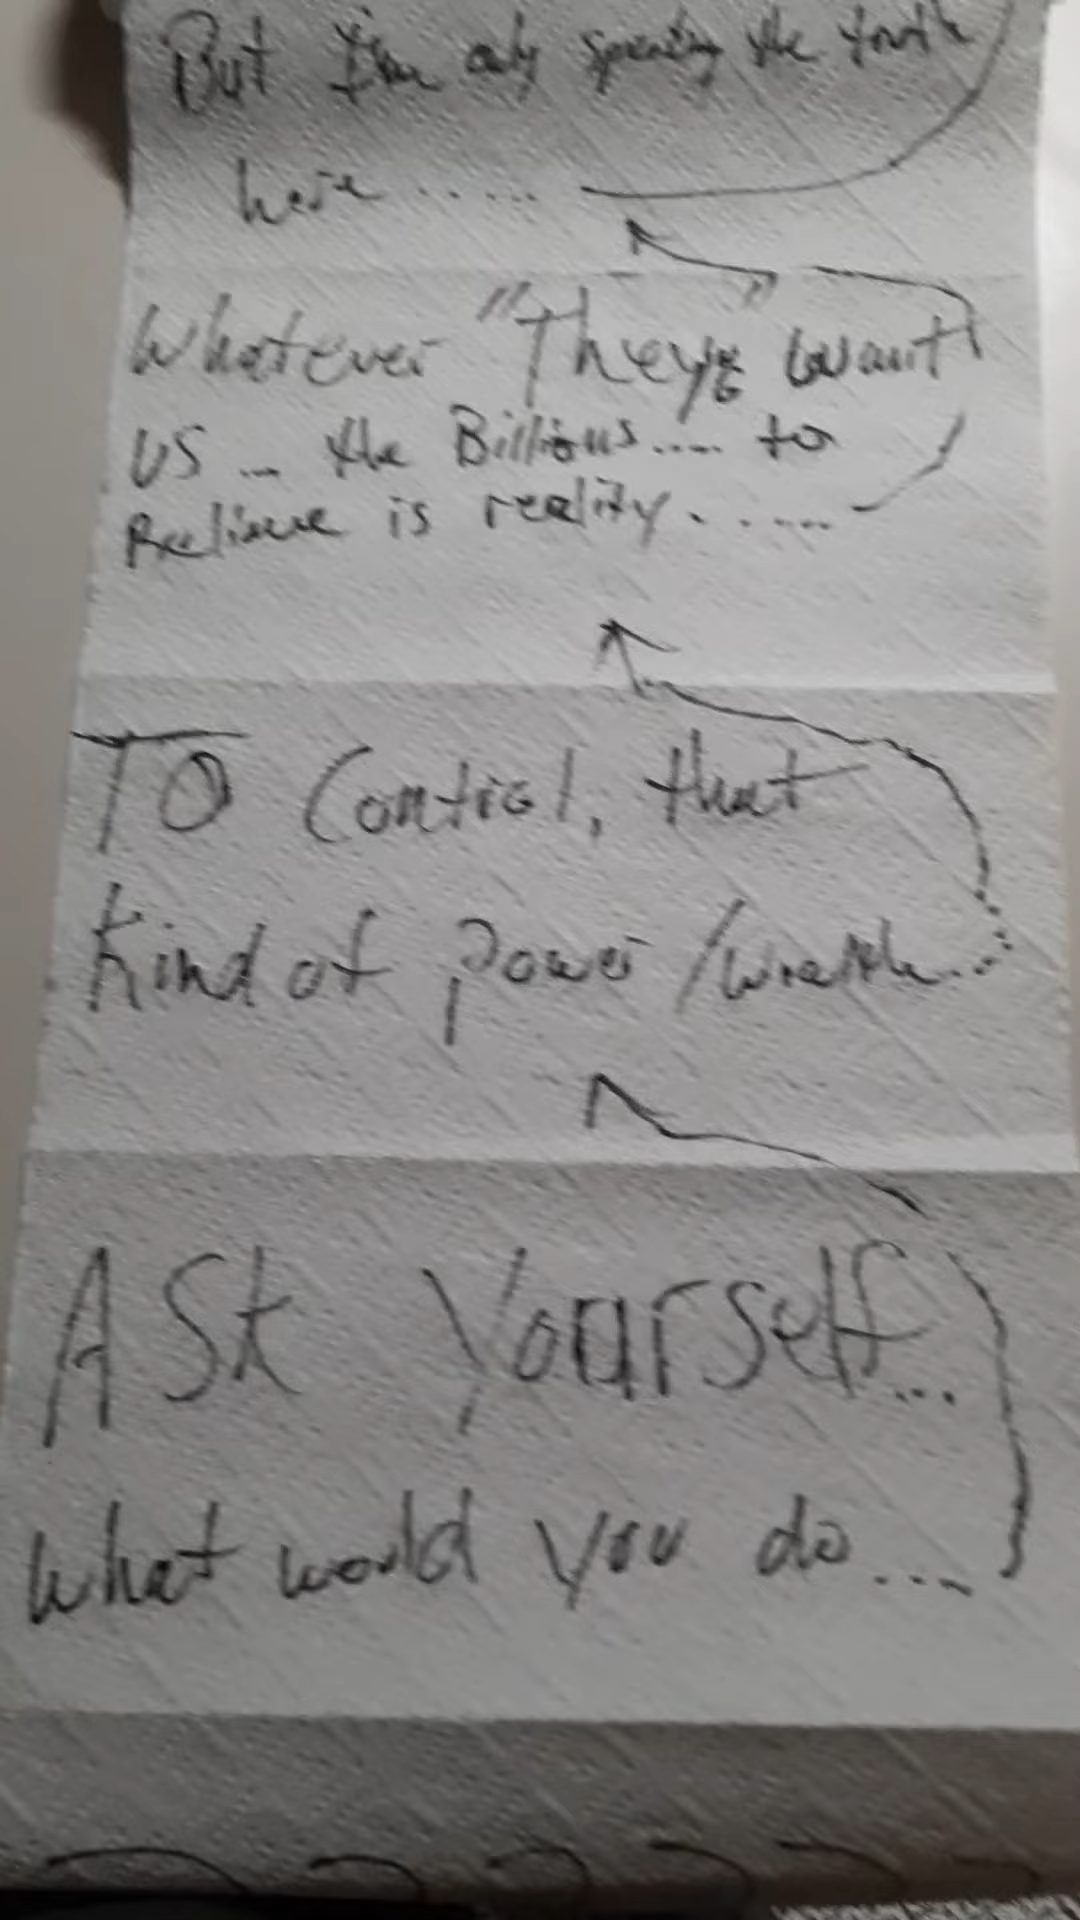 But I'm only speaking the truth
here ......
Whatever "They" want
US ... the Billions.... to
Believe is reality. .....
TO Control, that
Kind of power / wealth...
ASk Yourself...
what would you do ....